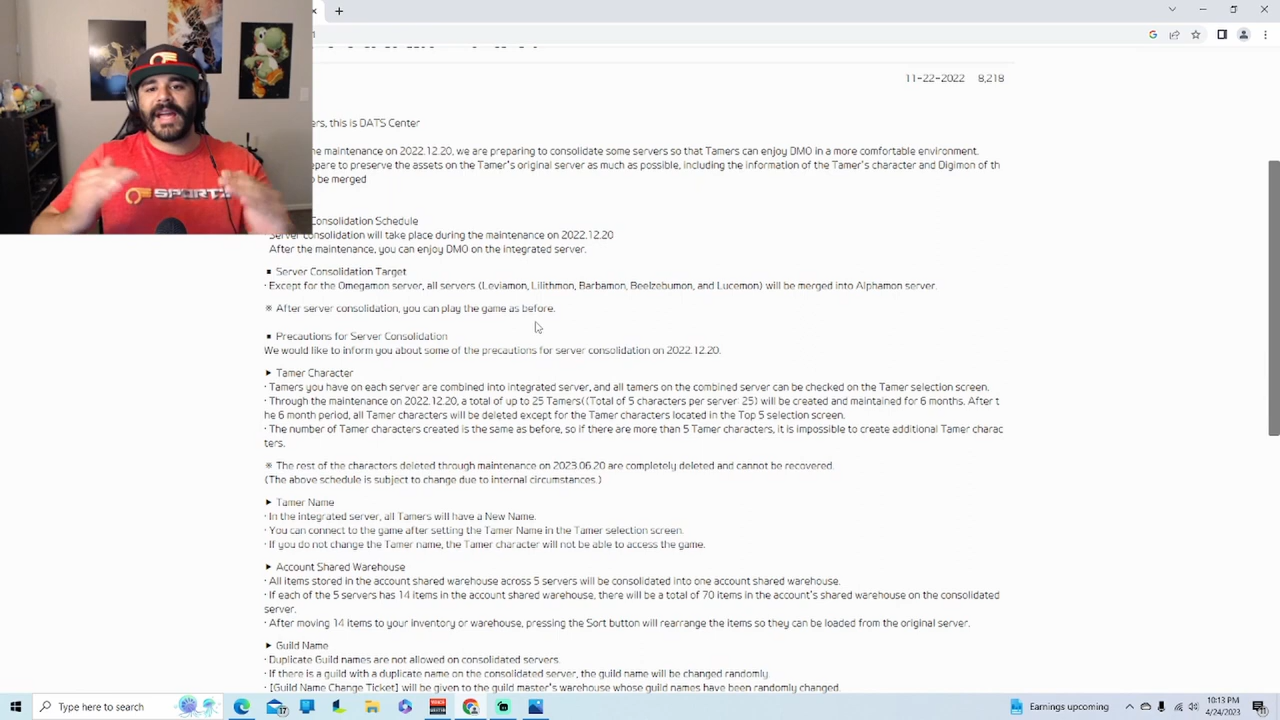 11-22-2022 8,218
ers, this is DATS Center
he maintenance on 2022.12.20, we are preparing to consolidate some servers so that Tamers can enjoy DMO in a more comfortable environment.
epare to preserve the assets on the Tamer's original server as much as possible, including the information of the Tamer's character and Digimon of th
o be merged
Consolidation Schedule
Server consolidation will take place during the maintenance on 2022.12.20
After the maintenance, you can enjoy DMO on the integrated server.
▪ Server Consolidation Target
· Except for the Omegamon server, all servers (Leviamon, Lilithmon, Barbamon, Beelzebumon, and Lucemon) will be merged into Alphamon server.
※ After server consolidation, you can play the game as before.
▪ Precautions for Server Consolidation
We would like to inform you about some of the precautions for server consolidation on 2022.12.20.
► Tamer Character
· Tamers you have on each server are combined into integrated server, and all tamers on the combined server can be checked on the Tamer selection screen.
· Through the maintenance on 2022.12.20, a total of up to 25 Tamers((Total of 5 characters per server: 25) will be created and maintained for 6 months. After t
he 6 month period, all Tamer characters will be deleted except for the Tamer characters located in the Top 5 selection screen.
· The number of Tamer characters created is the same as before, so if there are more than 5 Tamer characters, it is impossible to create additional Tamer charac
ters.
※ The rest of the characters deleted through maintenance on 2023.06.20 are completely deleted and cannot be recovered.
(The above schedule is subject to change due to internal circumstances.)
► Tamer Name
· In the integrated server, all Tamers will have a New Name.
· You can connect to the game after setting the Tamer Name in the Tamer selection screen.
· If you do not change the Tamer name, the Tamer character will not be able to access the game.
► Account Shared Warehouse
· All items stored in the account shared warehouse across 5 servers will be consolidated into one account shared warehouse.
· If each of the 5 servers has 14 items in the account shared warehouse, there will be a total of 70 items in the account's shared warehouse on the consolidated
server.
· After moving 14 items to your inventory or warehouse, pressing the Sort button will rearrange the items so they can be loaded from the original server.
► Guild Name
· Duplicate Guild names are not allowed on consolidated servers.
· If there is a guild with a duplicate name on the consolidated server, the guild name will be changed randomly.
· [Guild Name Change Ticket] will be given to the guild master's warehouse whose guild names have been randomly changed.
SPORT
Type here to search
17
Earnings upcoming
10:13 PM
4/24/2023